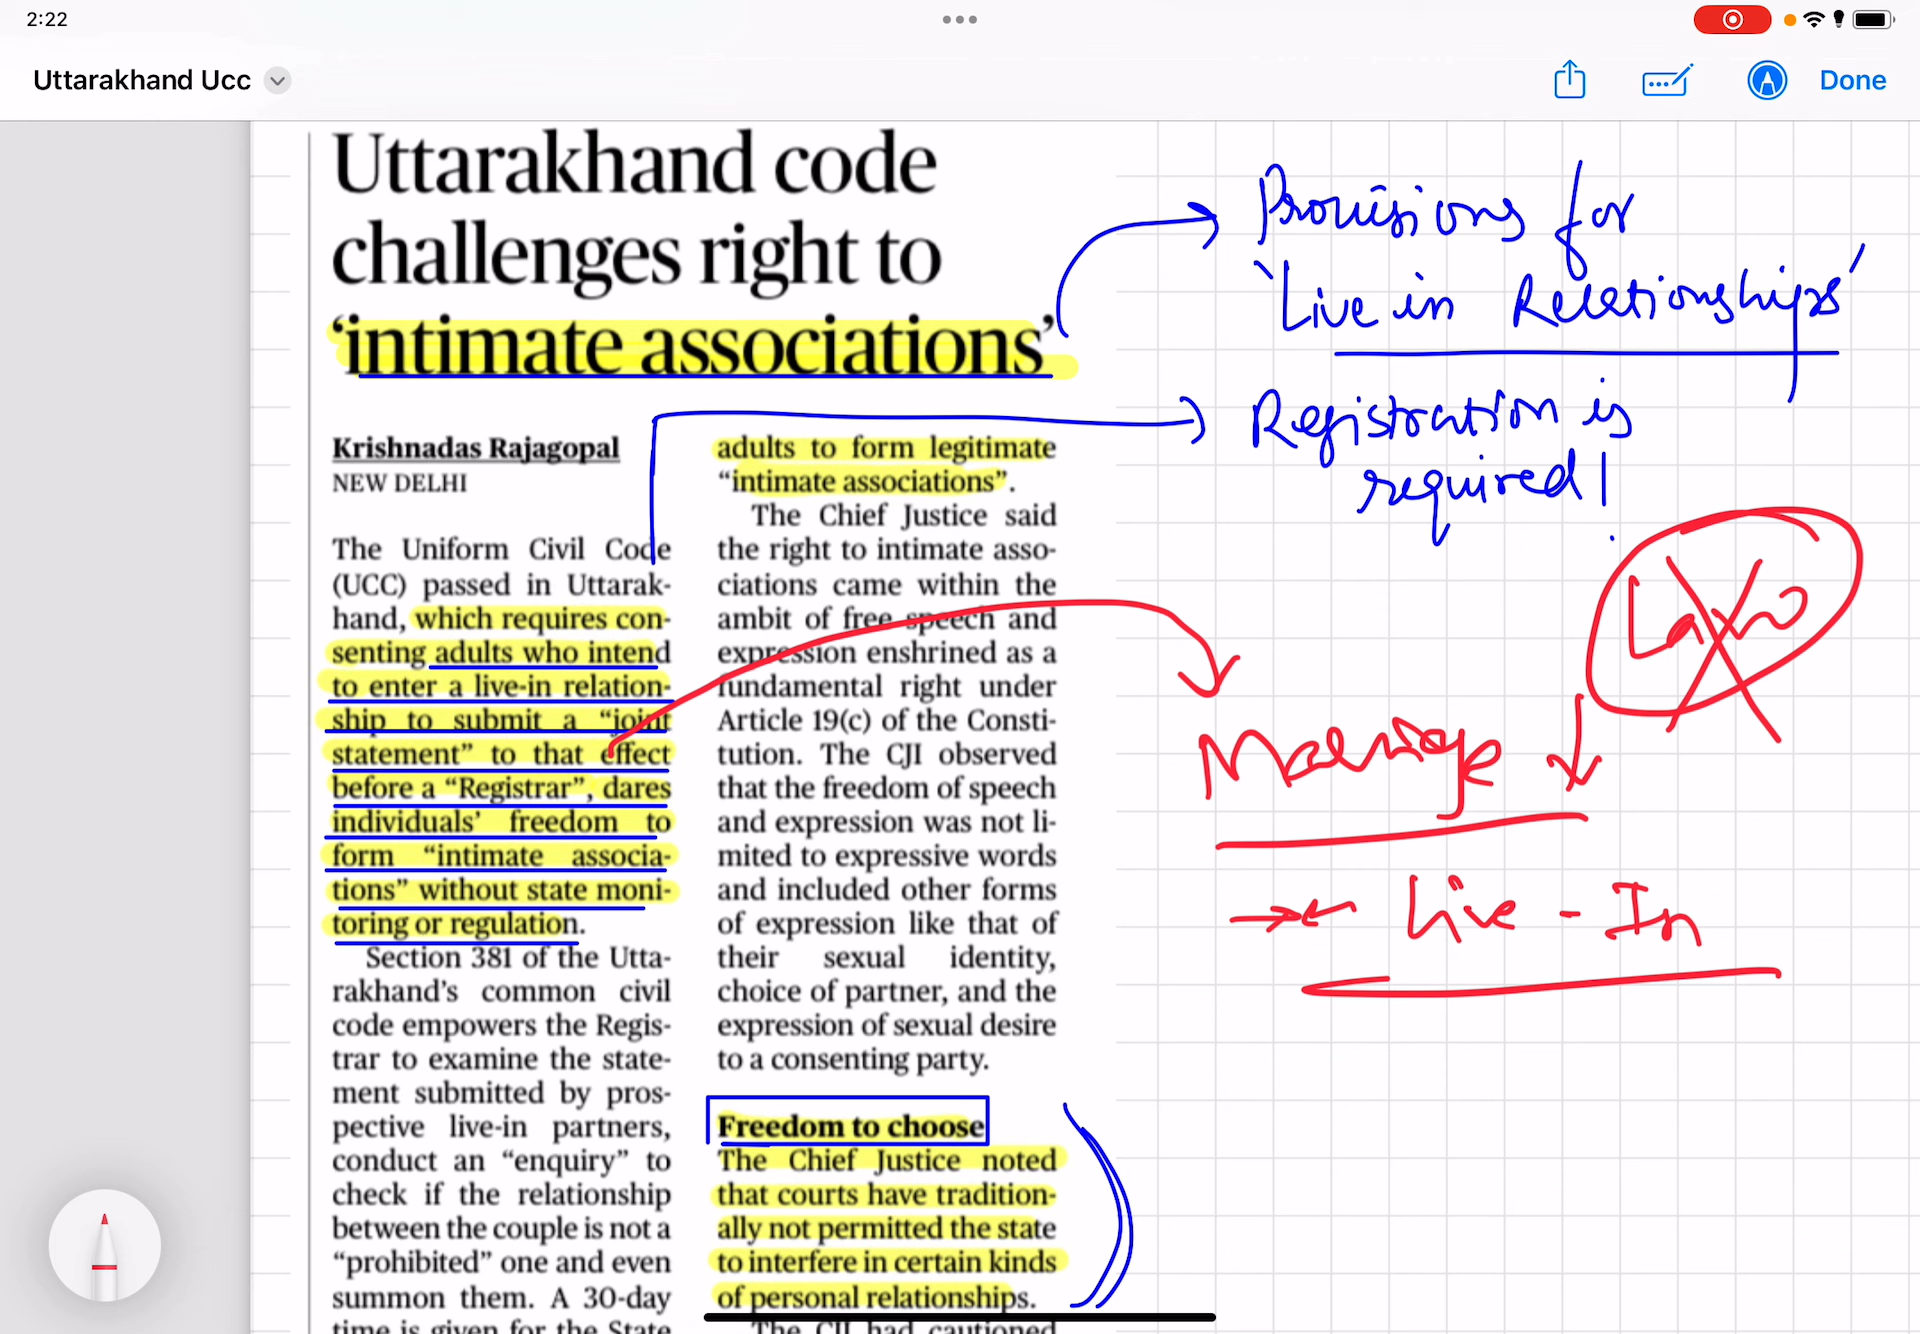 2:22
Uttarakhand Ucc
Done
Uttarakhand code
challenges right to
‘intimate associations’
Krishnadas Rajagopal
NEW DELHI
The Uniform Civil Code
(UCC) passed in Uttarak-
hand, which requires con-
senting adults who intend
to enter a live-in relation-
ship to submit a “joint
statement” to that effect
before a “Registrar”, dares
individuals’ freedom to
form “intimate associa-
tions” without state moni-
toring or regulation.
Section 381 of the Utta-
rakhand’s common civil
code empowers the Regis-
trar to examine the state-
ment submitted by pros-
pective live-in partners,
conduct an “enquiry” to
check if the relationship
between the couple is not a
“prohibited” one and even
summon them. A 30-day
time is given for the State
adults to form legitimate
“intimate associations”.
The Chief Justice said
the right to intimate asso-
ciations came within the
ambit of free speech and
expression enshrined as a
fundamental right under
Article 19(c) of the Consti-
tution. The CJI observed
that the freedom of speech
and expression was not li-
mited to expressive words
and included other forms
of expression like that of
their sexual identity,
choice of partner, and the
expression of sexual desire
to a consenting party.
Freedom to choose
The Chief Justice noted
that courts have tradition-
ally not permitted the state
to interfere in certain kinds
of personal relationships.
The CJI had cautioned
Provisions for
‘Live in Relationships’
Registration is
required!
Law
Marriage
Live - In